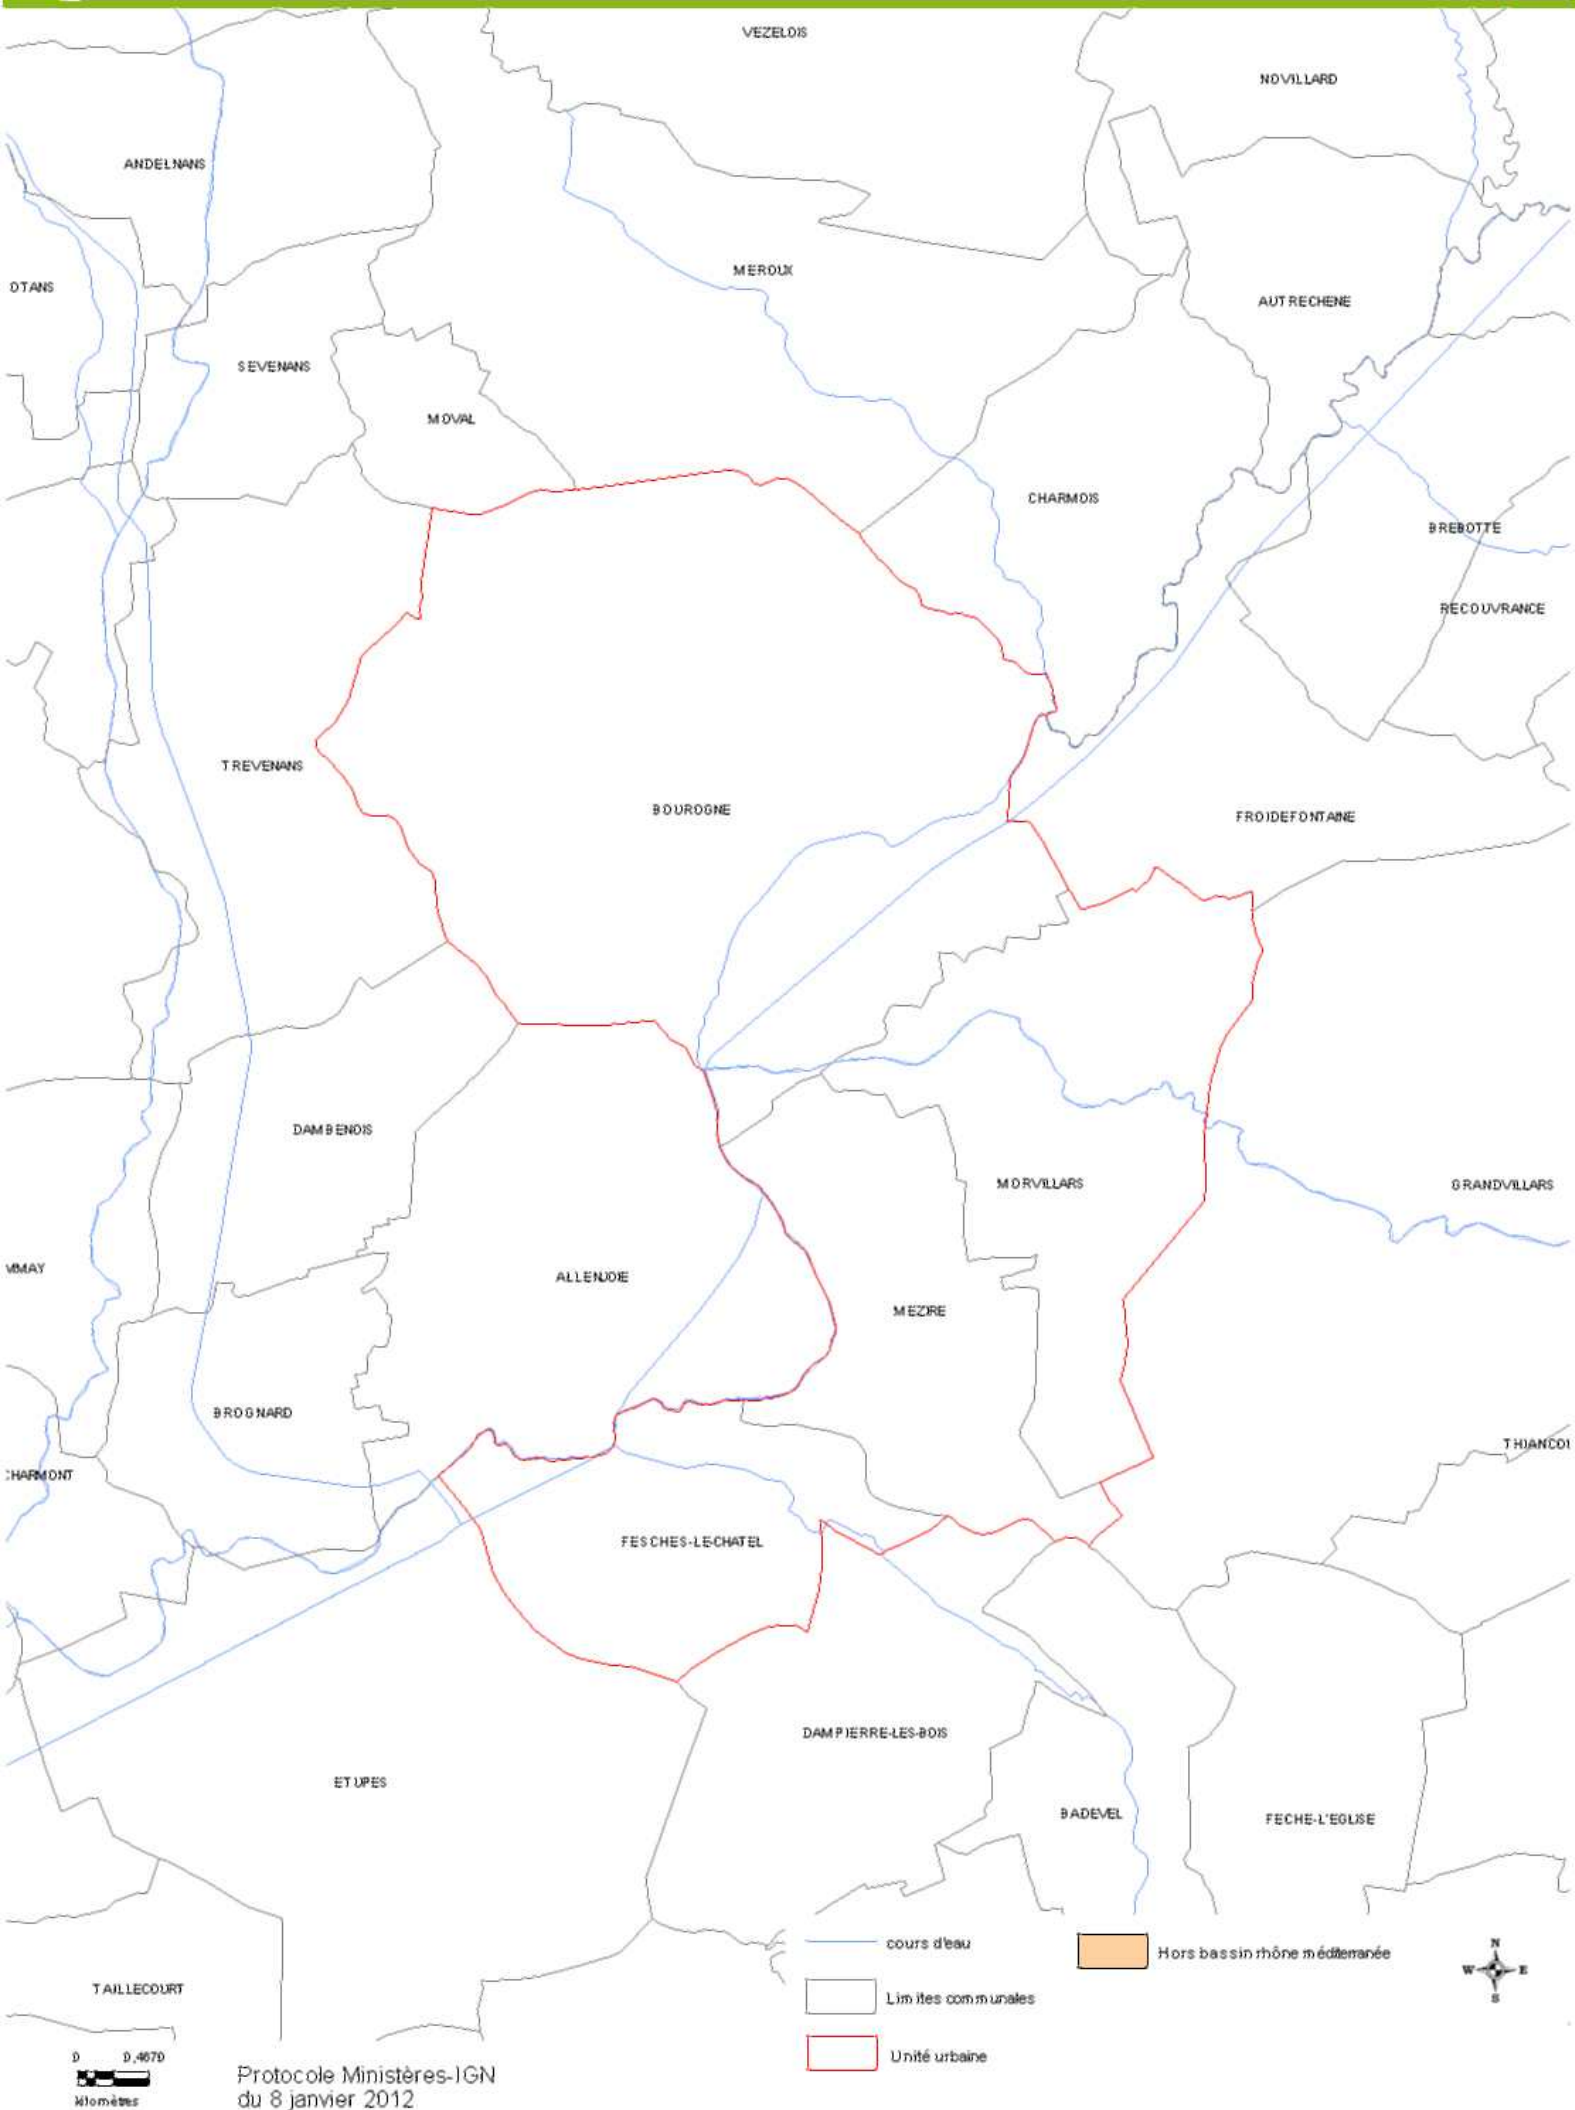 VEZELOIS
NOVILLARD
ANDELNANS
MEROUX
OTANS
AUTRECHENE
SEVENANS
MOVAL
CHARMOIS
BREBOTTE
RECOUVRANCE
TREVENANS
BOUROGNE
FROIDEFONTAINE
DAMBENOIS
MORVILLARS
GRANDVILLARS
MMAY
ALLENJOIE
MEZIRE
BROGNARD
THIANCO
CHARMONT
FESCHES-LE-CHATEL
DAMPIERRE-LES-BOIS
ETUPES
BADEVEL
FECHE-L'EGLISE
cours d'eau
Hors bassin rhône méditerranée
N
W E
S
TAILLECOURT
Limites communales
Unité urbaine
0 0,4670
kilomètres
Protocole Ministères-IGN
du 8 janvier 2012